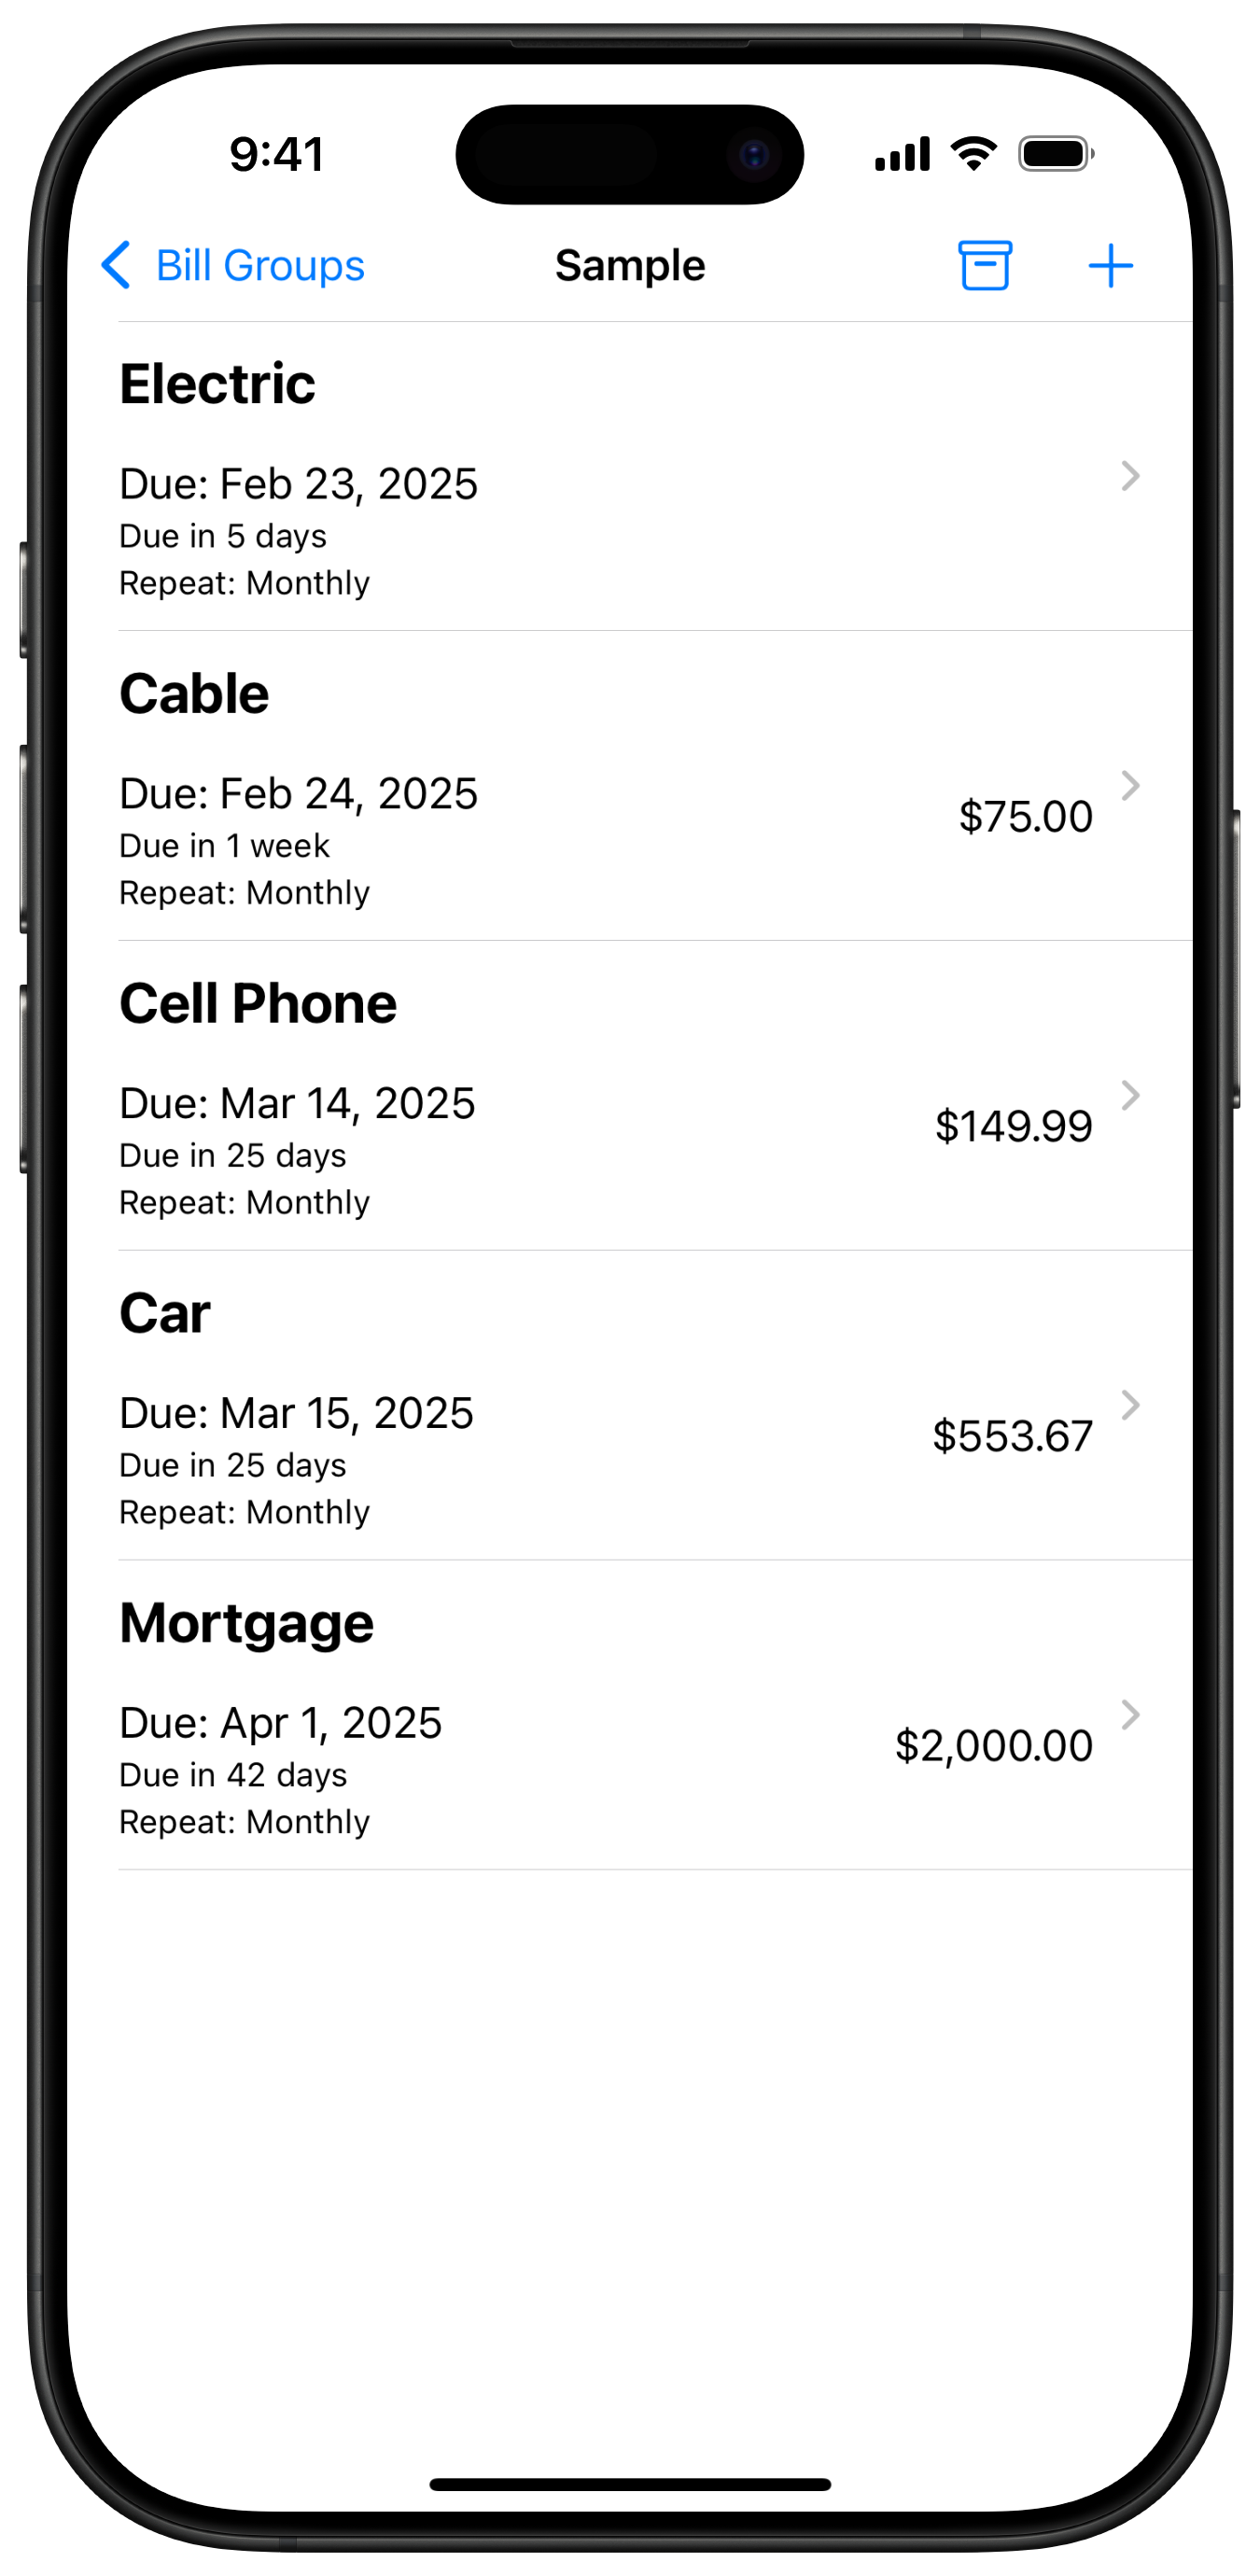 9:41
Bill Groups
Sample
Electric
Due: Feb 23, 2025
Due in 5 days
Repeat: Monthly
Cable
Due: Feb 24, 2025
$75.00
Due in 1 week
Repeat: Monthly
Cell Phone
Due: Mar 14, 2025
$149.99
Due in 25 days
Repeat: Monthly
Car
Due: Mar 15, 2025
$553.67
Due in 25 days
Repeat: Monthly
Mortgage
Due: Apr 1, 2025
$2,000.00
Due in 42 days
Repeat: Monthly